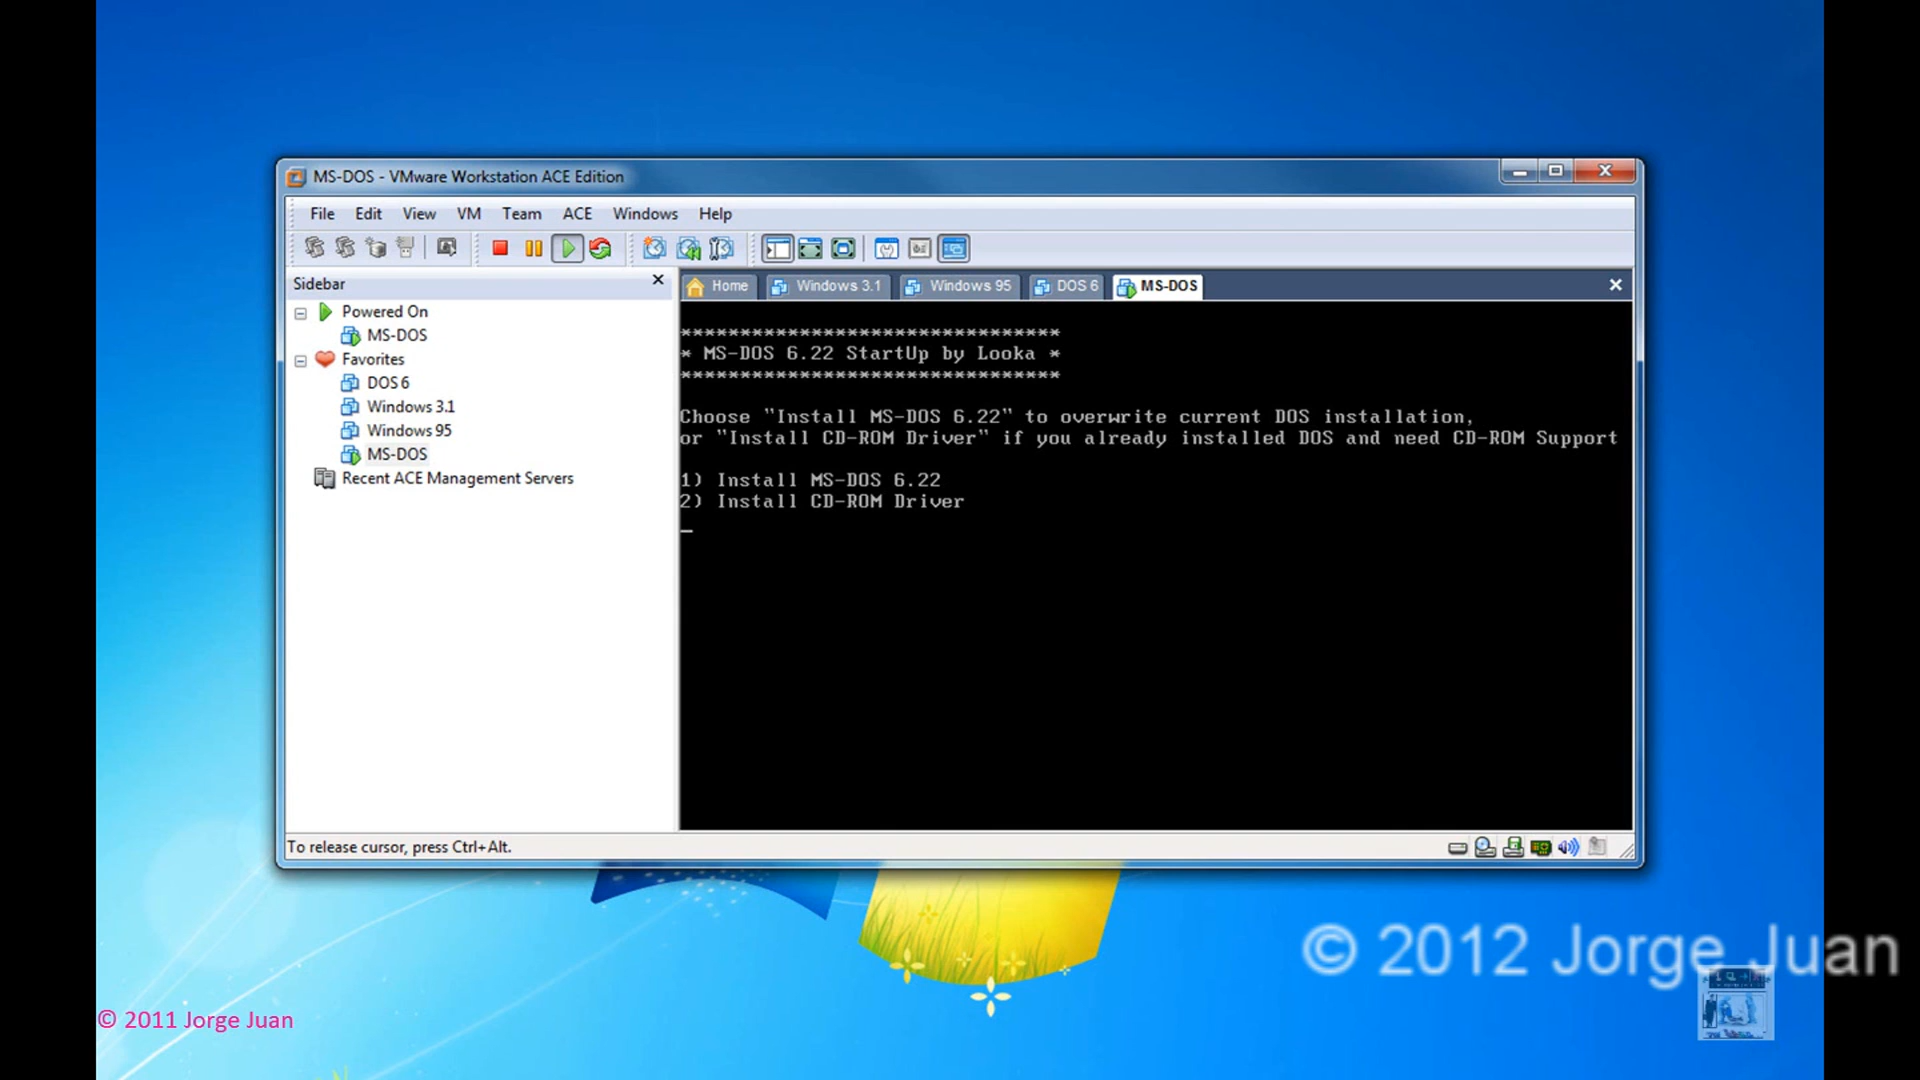 MS-DOS - VMware Workstation ACE Edition
File Edit View VM Team ACE Windows Help
Sidebar
Home Windows 3.1 Windows 95 DOS 6 MS-DOS
Powered On
MS-DOS
Favorites
DOS 6
Windows 3.1
Windows 95
MS-DOS
Recent ACE Management Servers
*********************************
* MS-DOS 6.22 StartUp by Looka *
*********************************
Choose "Install MS-DOS 6.22" to overwrite current DOS installation,
or "Install CD-ROM Driver" if you already installed DOS and need CD-ROM Support
1) Install MS-DOS 6.22
2) Install CD-ROM Driver
_
To release cursor, press Ctrl+Alt.
© 2012 Jorge Juan
© 2011 Jorge Juan